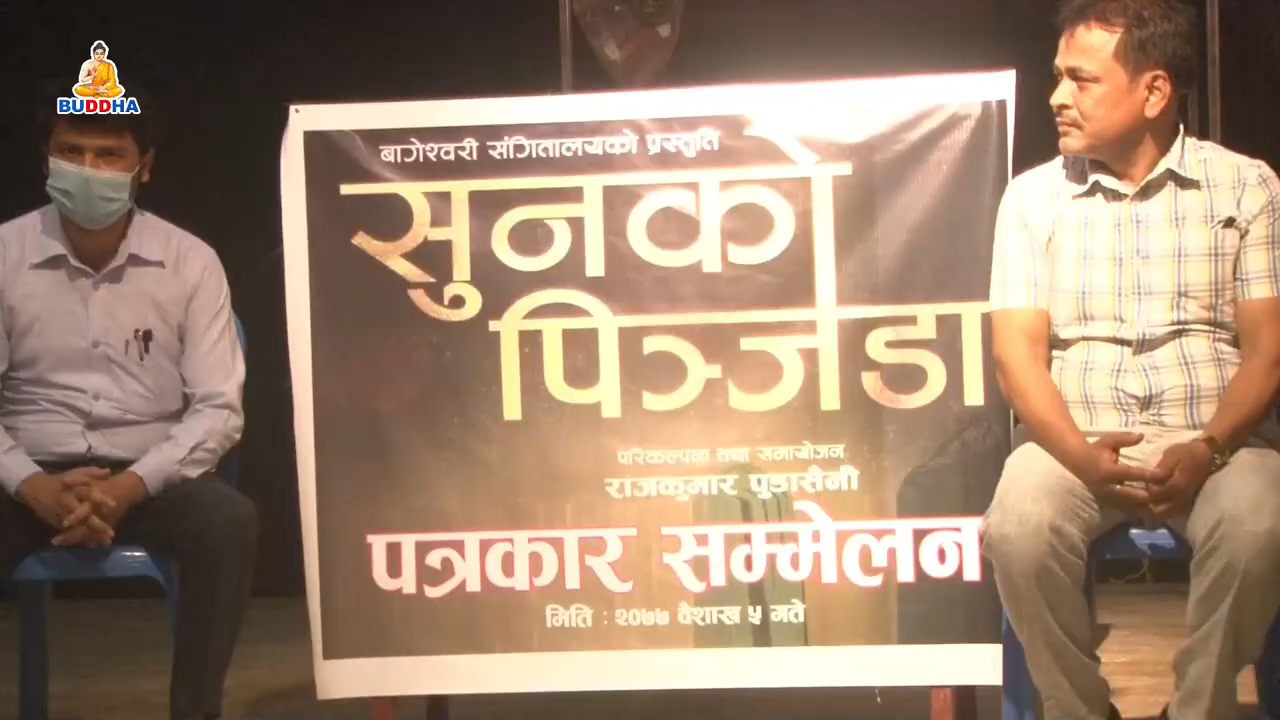 BUDDHA
बागेश्वरी संगितालयको प्रस्तुति
सुनको
पिञ्जडा
परिकल्पना तथा समायोजन
राजकुमार पुडासैनी
पत्रकार सम्मेलन
मिति : २०७७ वैशाख ५ गते